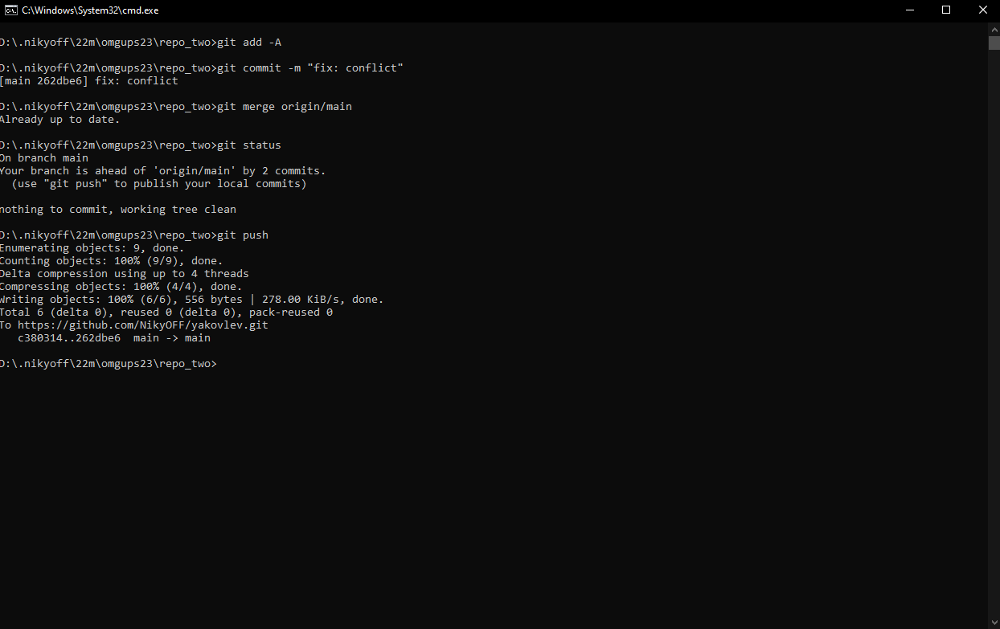 C:\Windows\System32\cmd.exe
D:\.nikyoff\22m\omgups23\repo_two>git add -A
D:\.nikyoff\22m\omgups23\repo_two>git commit -m "fix: conflict"
[main 262dbe6] fix: conflict
D:\.nikyoff\22m\omgups23\repo_two>git merge origin/main
Already up to date.
D:\.nikyoff\22m\omgups23\repo_two>git status
On branch main
Your branch is ahead of 'origin/main' by 2 commits.
  (use "git push" to publish your local commits)
nothing to commit, working tree clean
D:\.nikyoff\22m\omgups23\repo_two>git push
Enumerating objects: 9, done.
Counting objects: 100% (9/9), done.
Delta compression using up to 4 threads
Compressing objects: 100% (4/4), done.
Writing objects: 100% (6/6), 556 bytes | 278.00 KiB/s, done.
Total 6 (delta 0), reused 0 (delta 0), pack-reused 0
To https://github.com/NikyOFF/yakovlev.git
   c380314..262dbe6  main -> main
D:\.nikyoff\22m\omgups23\repo_two>